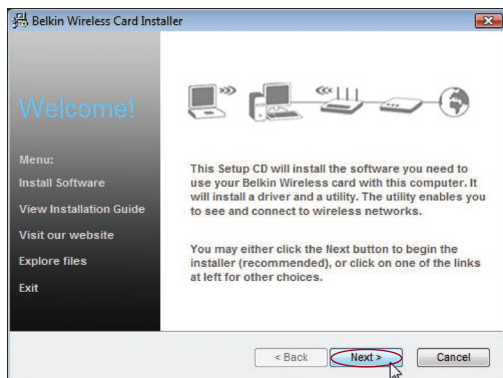 Belkin Wireless Card Installer
Welcome!
Menu:
Install Software
View Installation Guide
Visit our website
Explore files
Exit
This Setup CD will install the software you need to
use your Belkin Wireless card with this computer. It
will install a driver and a utility. The utility enables you
to see and connect to wireless networks.
You may either click the Next button to begin the
installer (recommended), or click on one of the links
at left for other choices.
< Back
Next >
Cancel